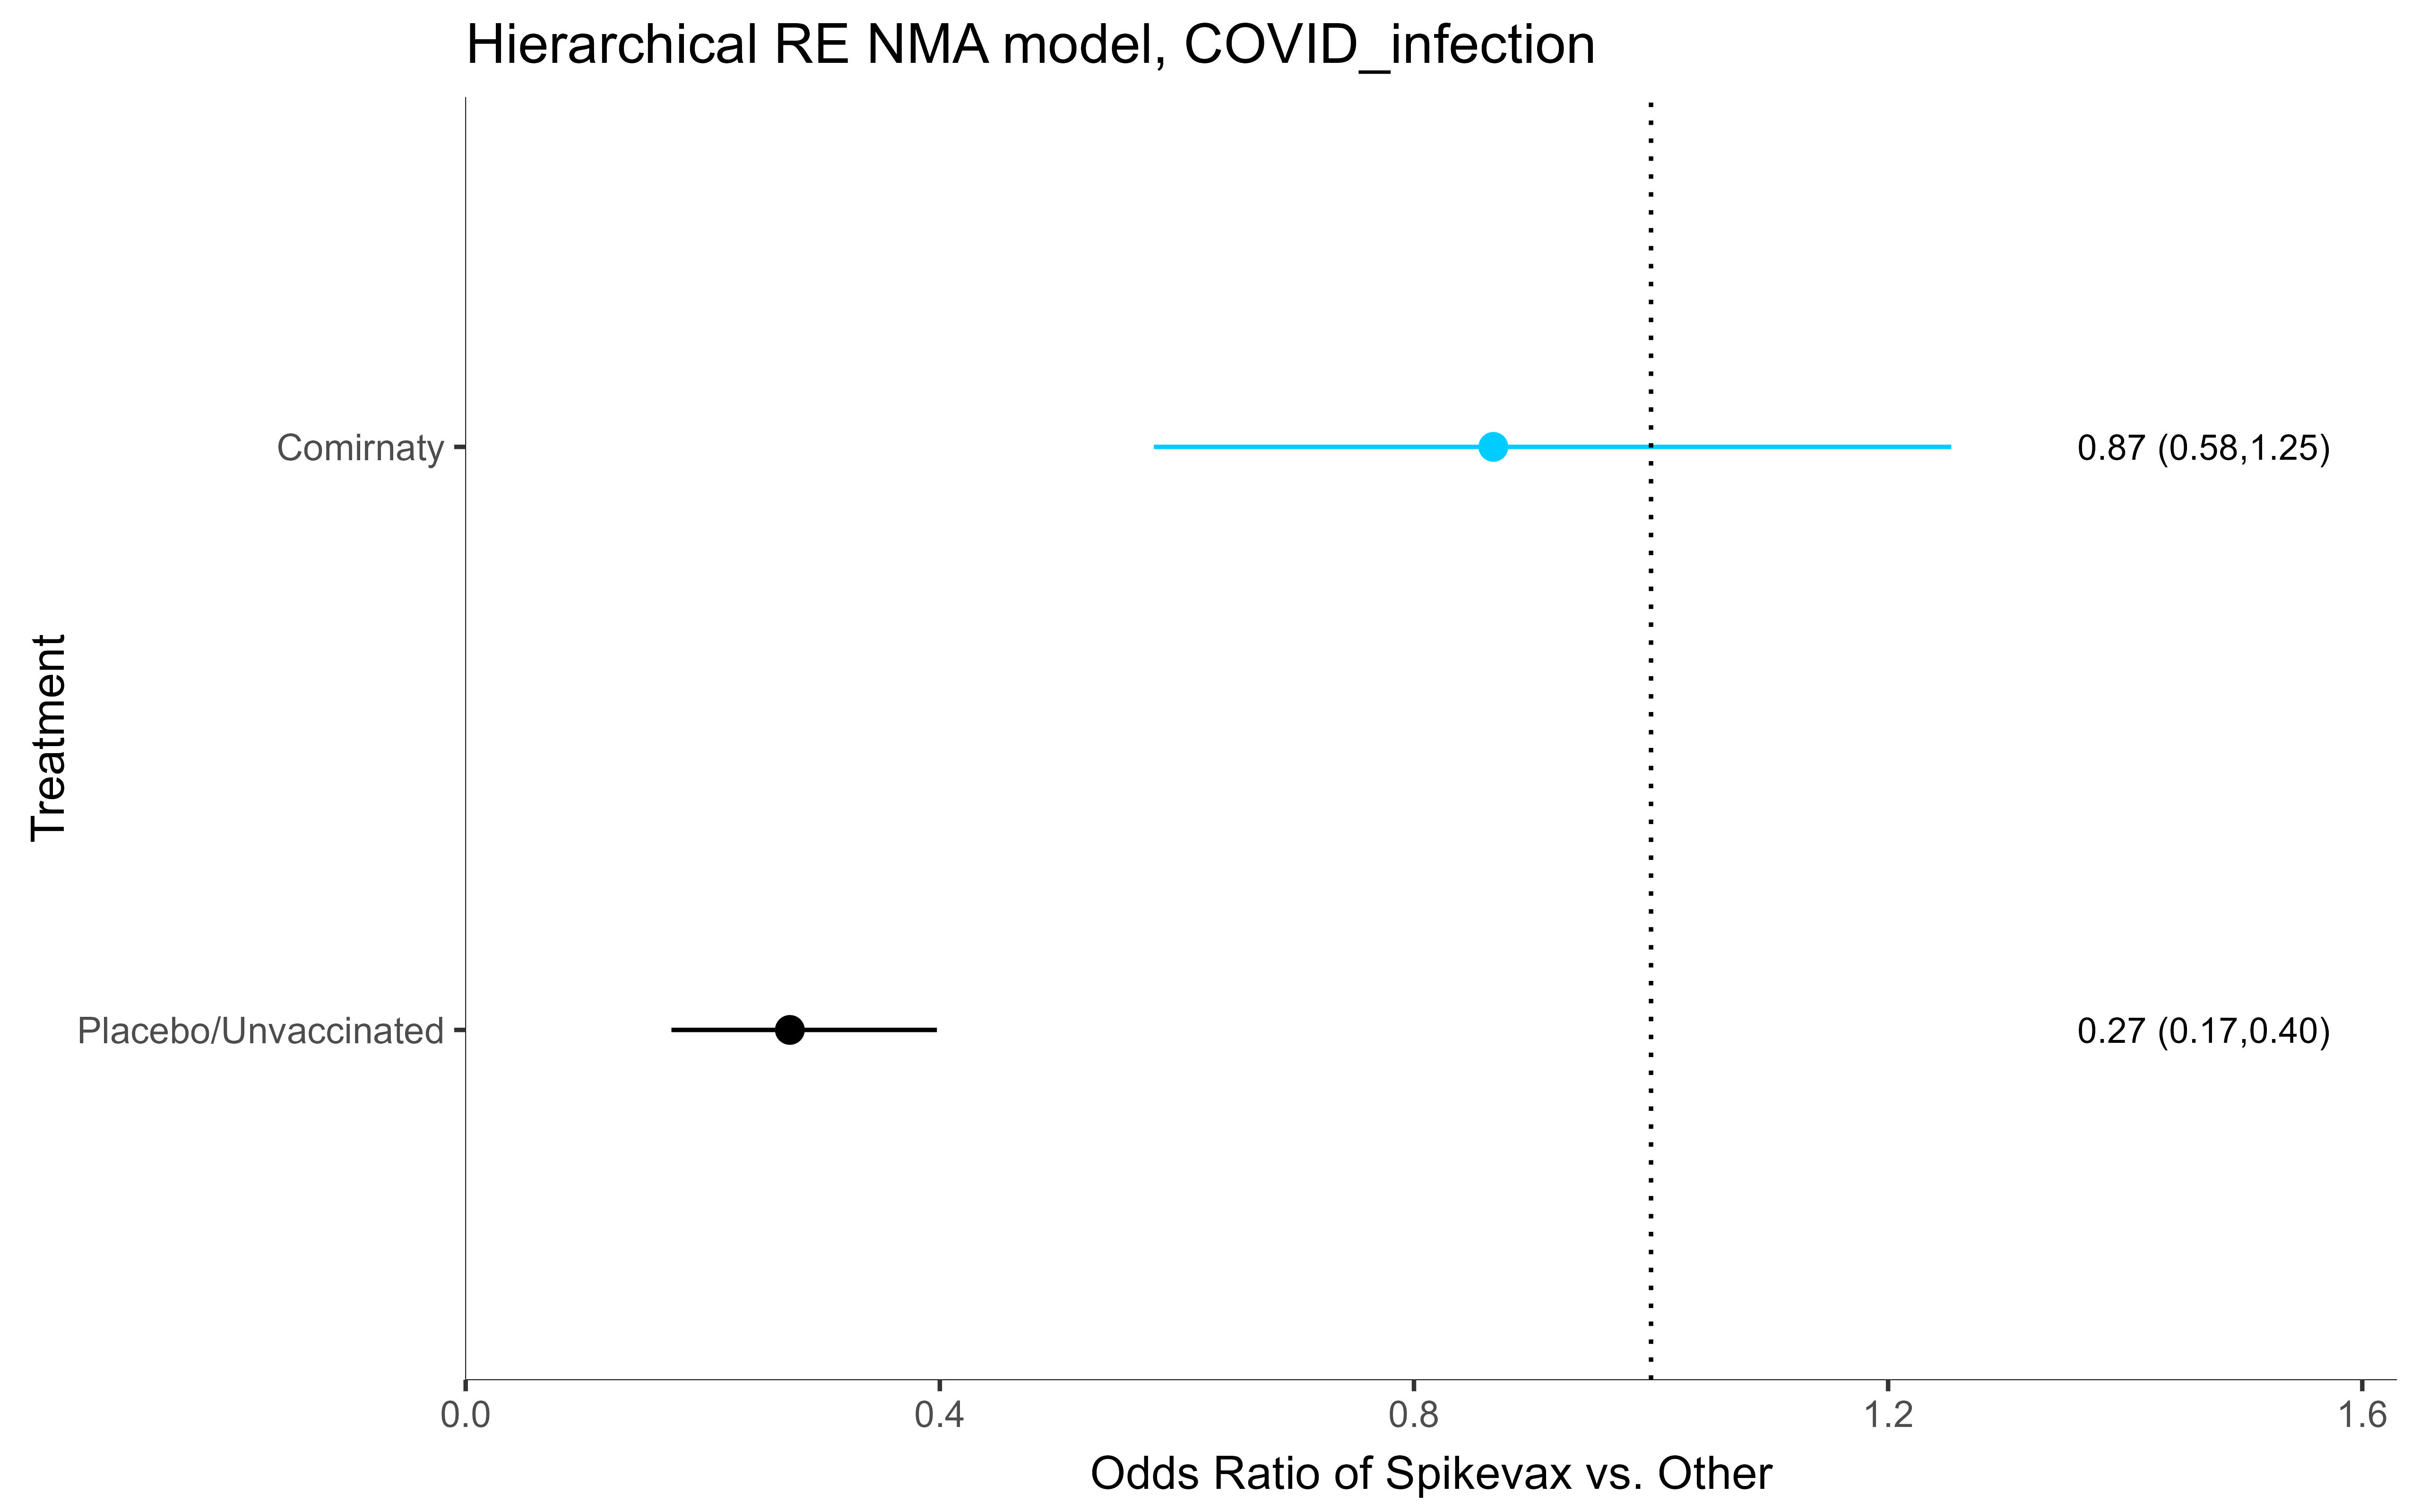 Hierarchical RE NMA model, COVID_infection
Treatment
Comirnaty
0.87 (0.58,1.25)
Placebo/Unvaccinated
0.27 (0.17,0.40)
0.0 0.4 0.8 1.2 1.6
Odds Ratio of Spikevax vs. Other